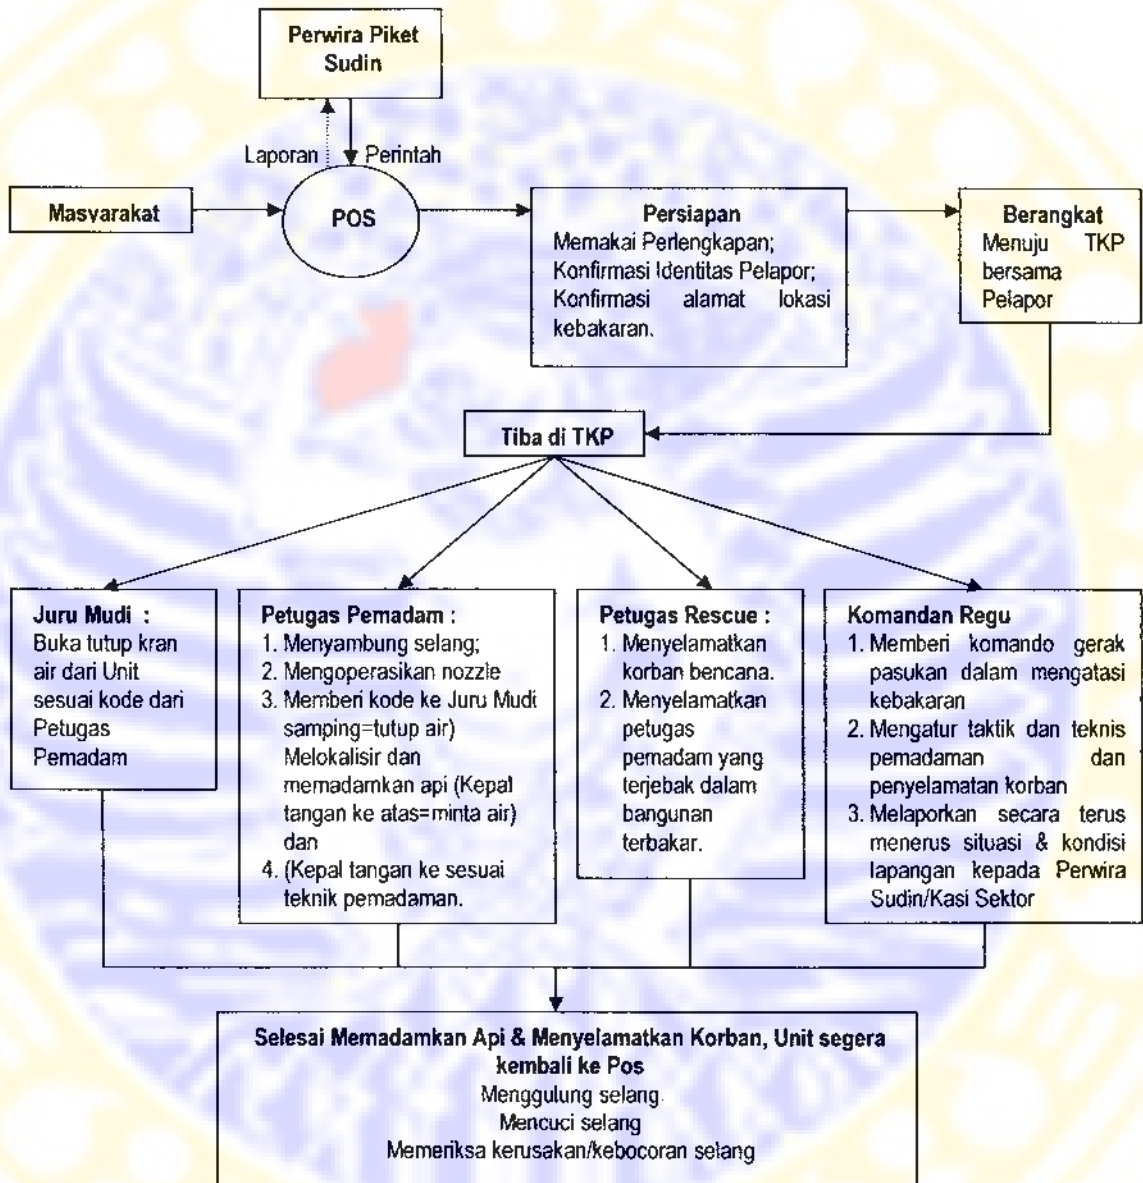 Perwira Piket
Sudin
Laporan
Perintah
Masyarakat
POS
Persiapan
Memakai Perlengkapan;
Konfirmasi Identitas Pelapor;
Konfirmasi alamat lokasi
kebakaran.
Berangkat
Menuju TKP
bersama
Pelapor
Tiba di TKP
Juru Mudi :
Buka tutup kran
air dari Unit
sesuai kode dari
Petugas
Pemadam
Petugas Pemadam :
1. Menyambung selang;
2. Mengoperasikan nozzle
3. Memberi kode ke Juru Mudi
samping=tutup air)
Melokalisir dan
memadamkan api (Kepal
tangan ke atas=minta air)
dan
4. (Kepal tangan ke sesuai
teknik pemadaman.
Petugas Rescue :
1. Menyelamatkan
korban bencana.
2. Menyelamatkan
petugas
pemadam yang
terjebak dalam
bangunan
terbakar.
Komandan Regu
1. Memberi komando gerak
pasukan dalam mengatasi
kebakaran
2. Mengatur taktik dan teknis
pemadaman dan
penyelamatan korban
3. Melaporkan secara terus
menerus situasi & kondisi
lapangan kepada Perwira
Sudin/Kasi Sektor
Selesai Memadamkan Api & Menyelamatkan Korban, Unit segera
kembali ke Pos
Menggulung selang
Mencuci selang
Memeriksa kerusakan/kebocoran selang